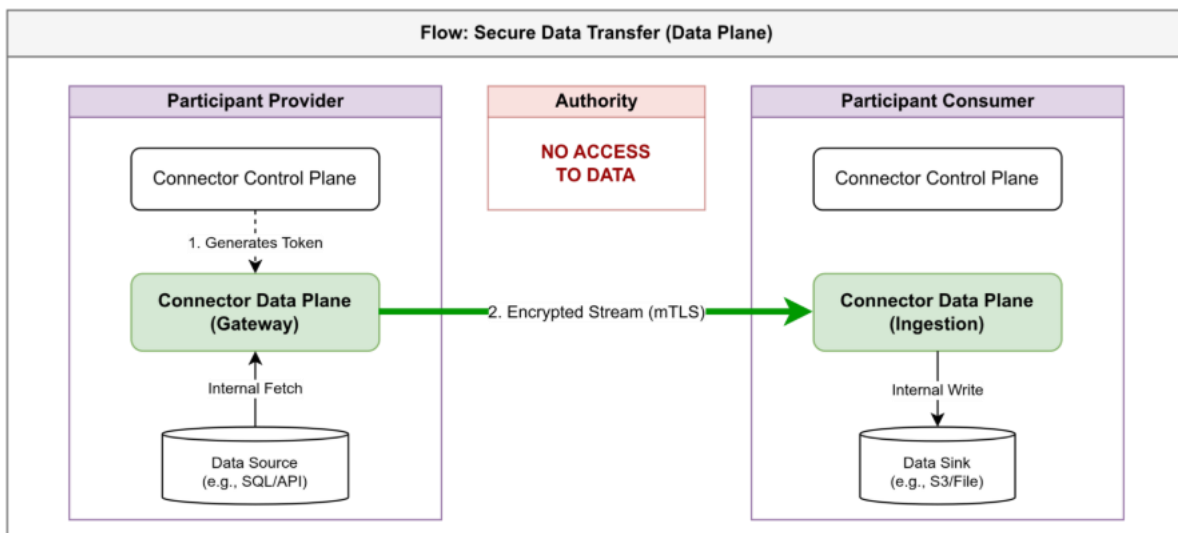 Flow: Secure Data Transfer (Data Plane)
Participant Provider
Authority
Participant Consumer
NO ACCESS
TO DATA
Connector Control Plane
Connector Control Plane
1. Generates Token
Connector Data Plane
(Gateway)
2. Encrypted Stream (mTLS)
Connector Data Plane
(Ingestion)
Internal Fetch
Internal Write
Data Source
(e.g., SQL/API)
Data Sink
(e.g., S3/File)